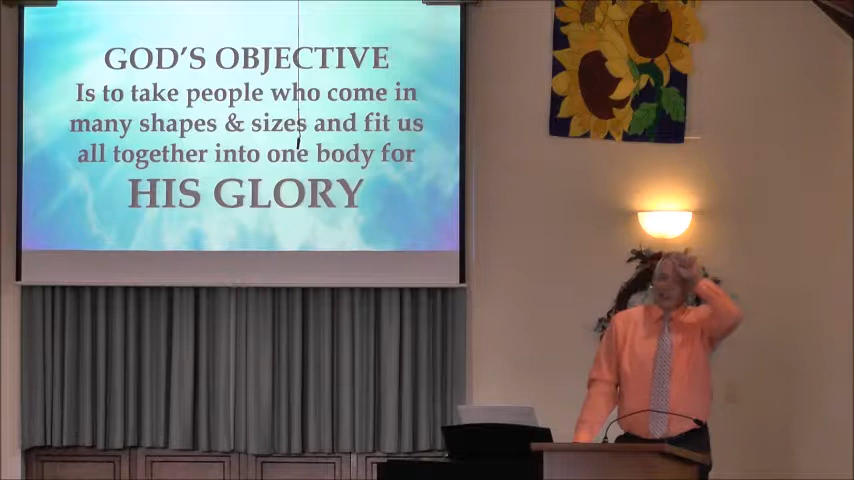 GOD'S OBJECTIVE
Is to take people who come in
many shapes & sizes and fit us
all together into one body for
HIS GLORY